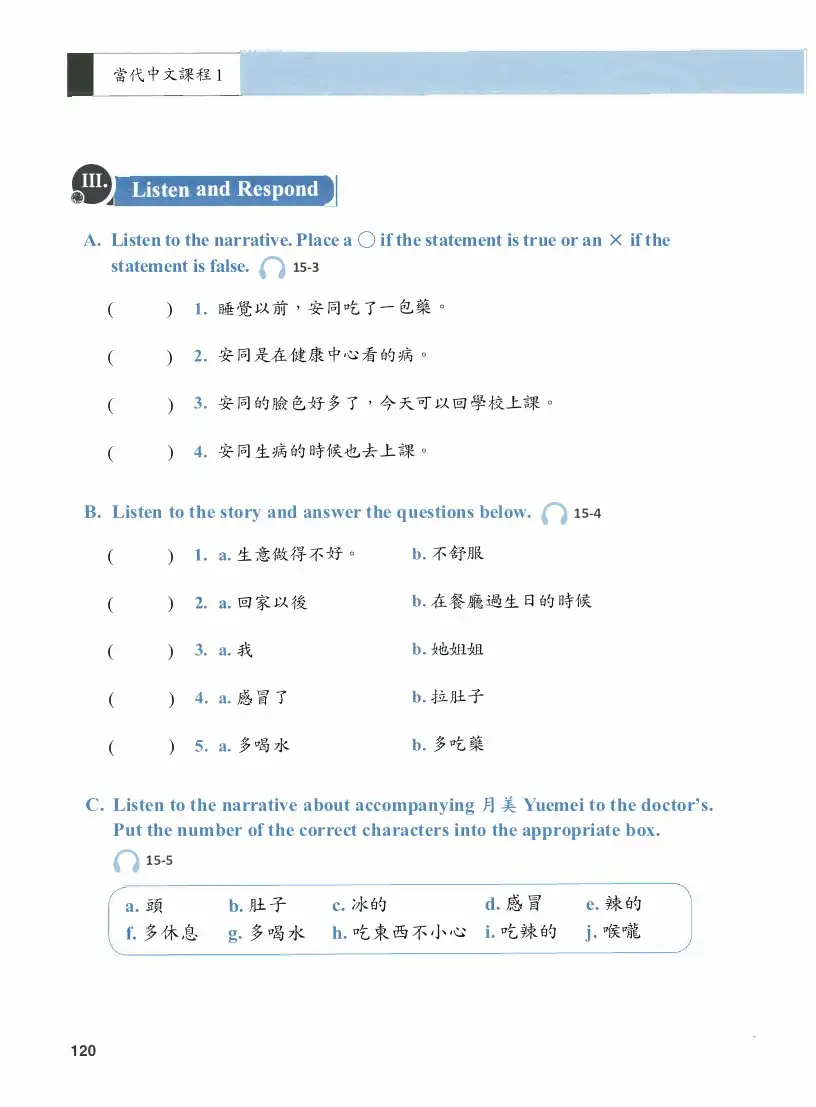 當代中文課程 1
III. Listen and Respond
A. Listen to the narrative. Place a ◯ if the statement is true or an × if the
statement is false. 15-3
( ) 1. 睡覺以前，安同吃了一包藥。
( ) 2. 安同是在健康中心看的病。
( ) 3. 安同的臉色好多了，今天可以回學校上課。
( ) 4. 安同生病的時候也去上課。
B. Listen to the story and answer the questions below. 15-4
( ) 1. a. 生意做得不好。 b. 不舒服
( ) 2. a. 回家以後 b. 在餐廳過生日的時候
( ) 3. a. 我 b. 她姐姐
( ) 4. a. 感冒了 b. 拉肚子
( ) 5. a. 多喝水 b. 多吃藥
C. Listen to the narrative about accompanying 月美 Yuemei to the doctor's.
Put the number of the correct characters into the appropriate box.
15-5
a. 頭 b. 肚子 c. 冰的 d. 感冒 e. 辣的
f. 多休息 g. 多喝水 h. 吃東西不小心 i. 吃辣的 j. 喉嚨
120